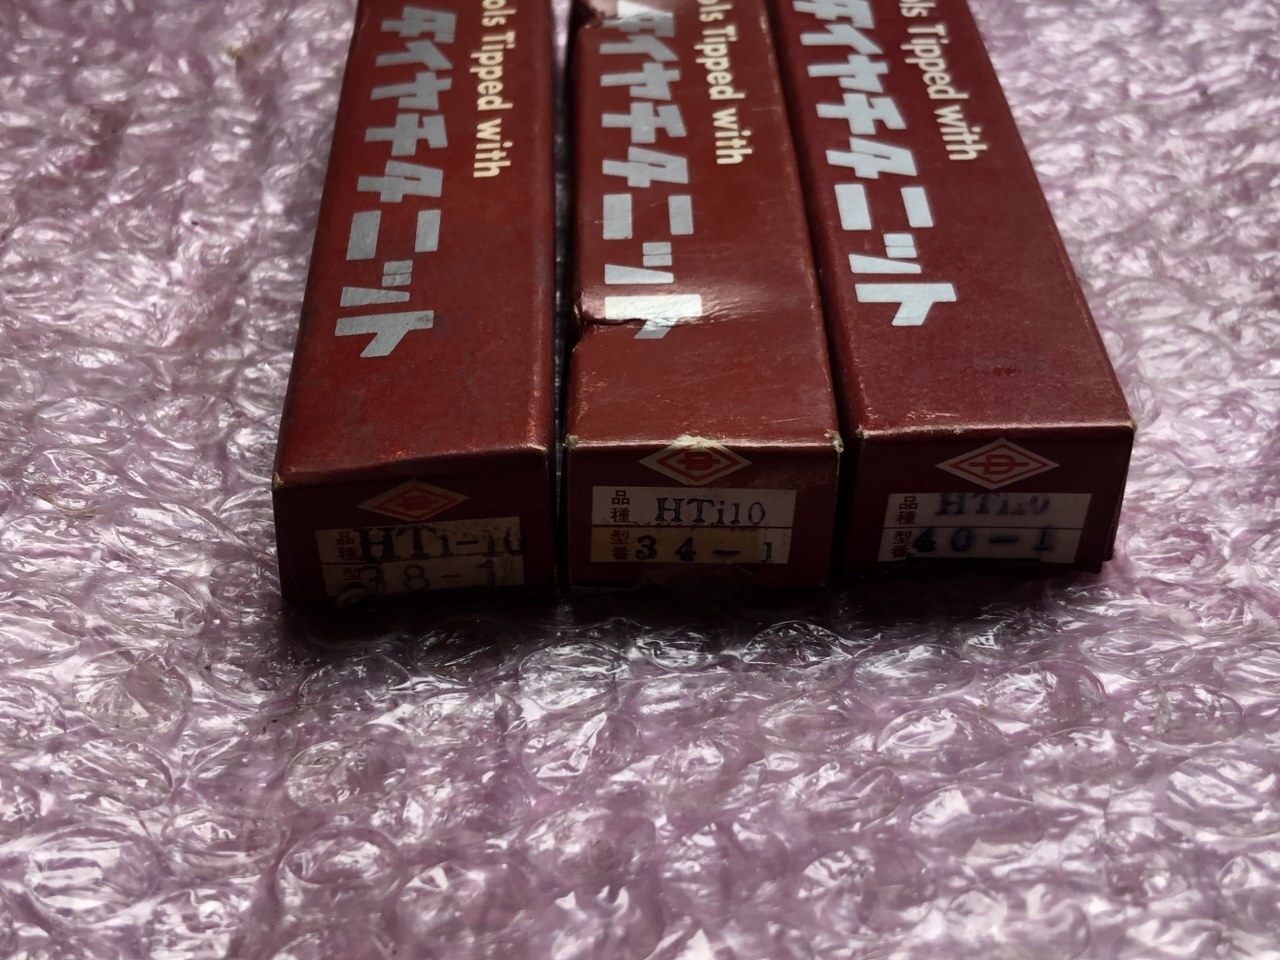 ols Tipped with
ダイヤチタニット
品種 HTi-10
型 38-1
ols Tipped with
ダイヤチタニット
品種 HTi10
型番 34-1
ols Tipped with
ダイヤチタニット
品種 HTi20
型番 40-1